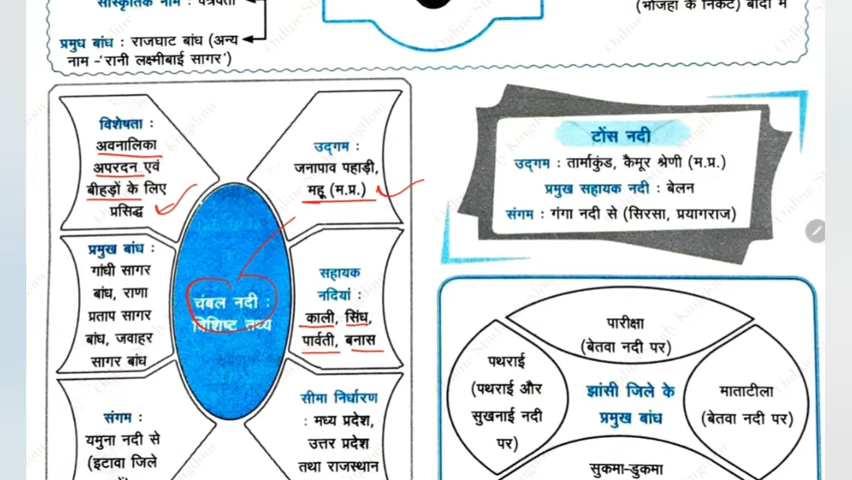 सांस्कृतिक नाम : वेत्रवती
प्रमुख बांध : राजघाट बांध (अन्य
नाम -'रानी लक्ष्मीबाई सागर')
(भोजहा के निकट) बांदा में
विशेषता :
अवनालिका
अपरदन एवं
बीहड़ों के लिए
प्रसिद्ध
उद्गम :
जनापाव पहाड़ी,
महू (म.प्र.)
प्रमुख बांध :
गांधी सागर
बांध, राणा
प्रताप सागर
बांध, जवाहर
सागर बांध
चंबल नदी :
विशिष्ट तथ्य
सहायक
नदियां :
काली, सिंध,
पार्वती, बनास
संगम :
यमुना नदी से
(इटावा जिले
सीमा निर्धारण
: मध्य प्रदेश,
उत्तर प्रदेश
तथा राजस्थान
टोंस नदी
उद्गम : तार्माकुंड, कैमूर श्रेणी (म.प्र.)
प्रमुख सहायक नदी : बेलन
संगम : गंगा नदी से (सिरसा, प्रयागराज)
पारीक्षा
(बेतवा नदी पर)
पथराई
(पथराई और
सुखनाई नदी
पर)
झांसी जिले के
प्रमुख बांध
माताटीला
(बेतवा नदी पर)
सुकमा-डुकमा